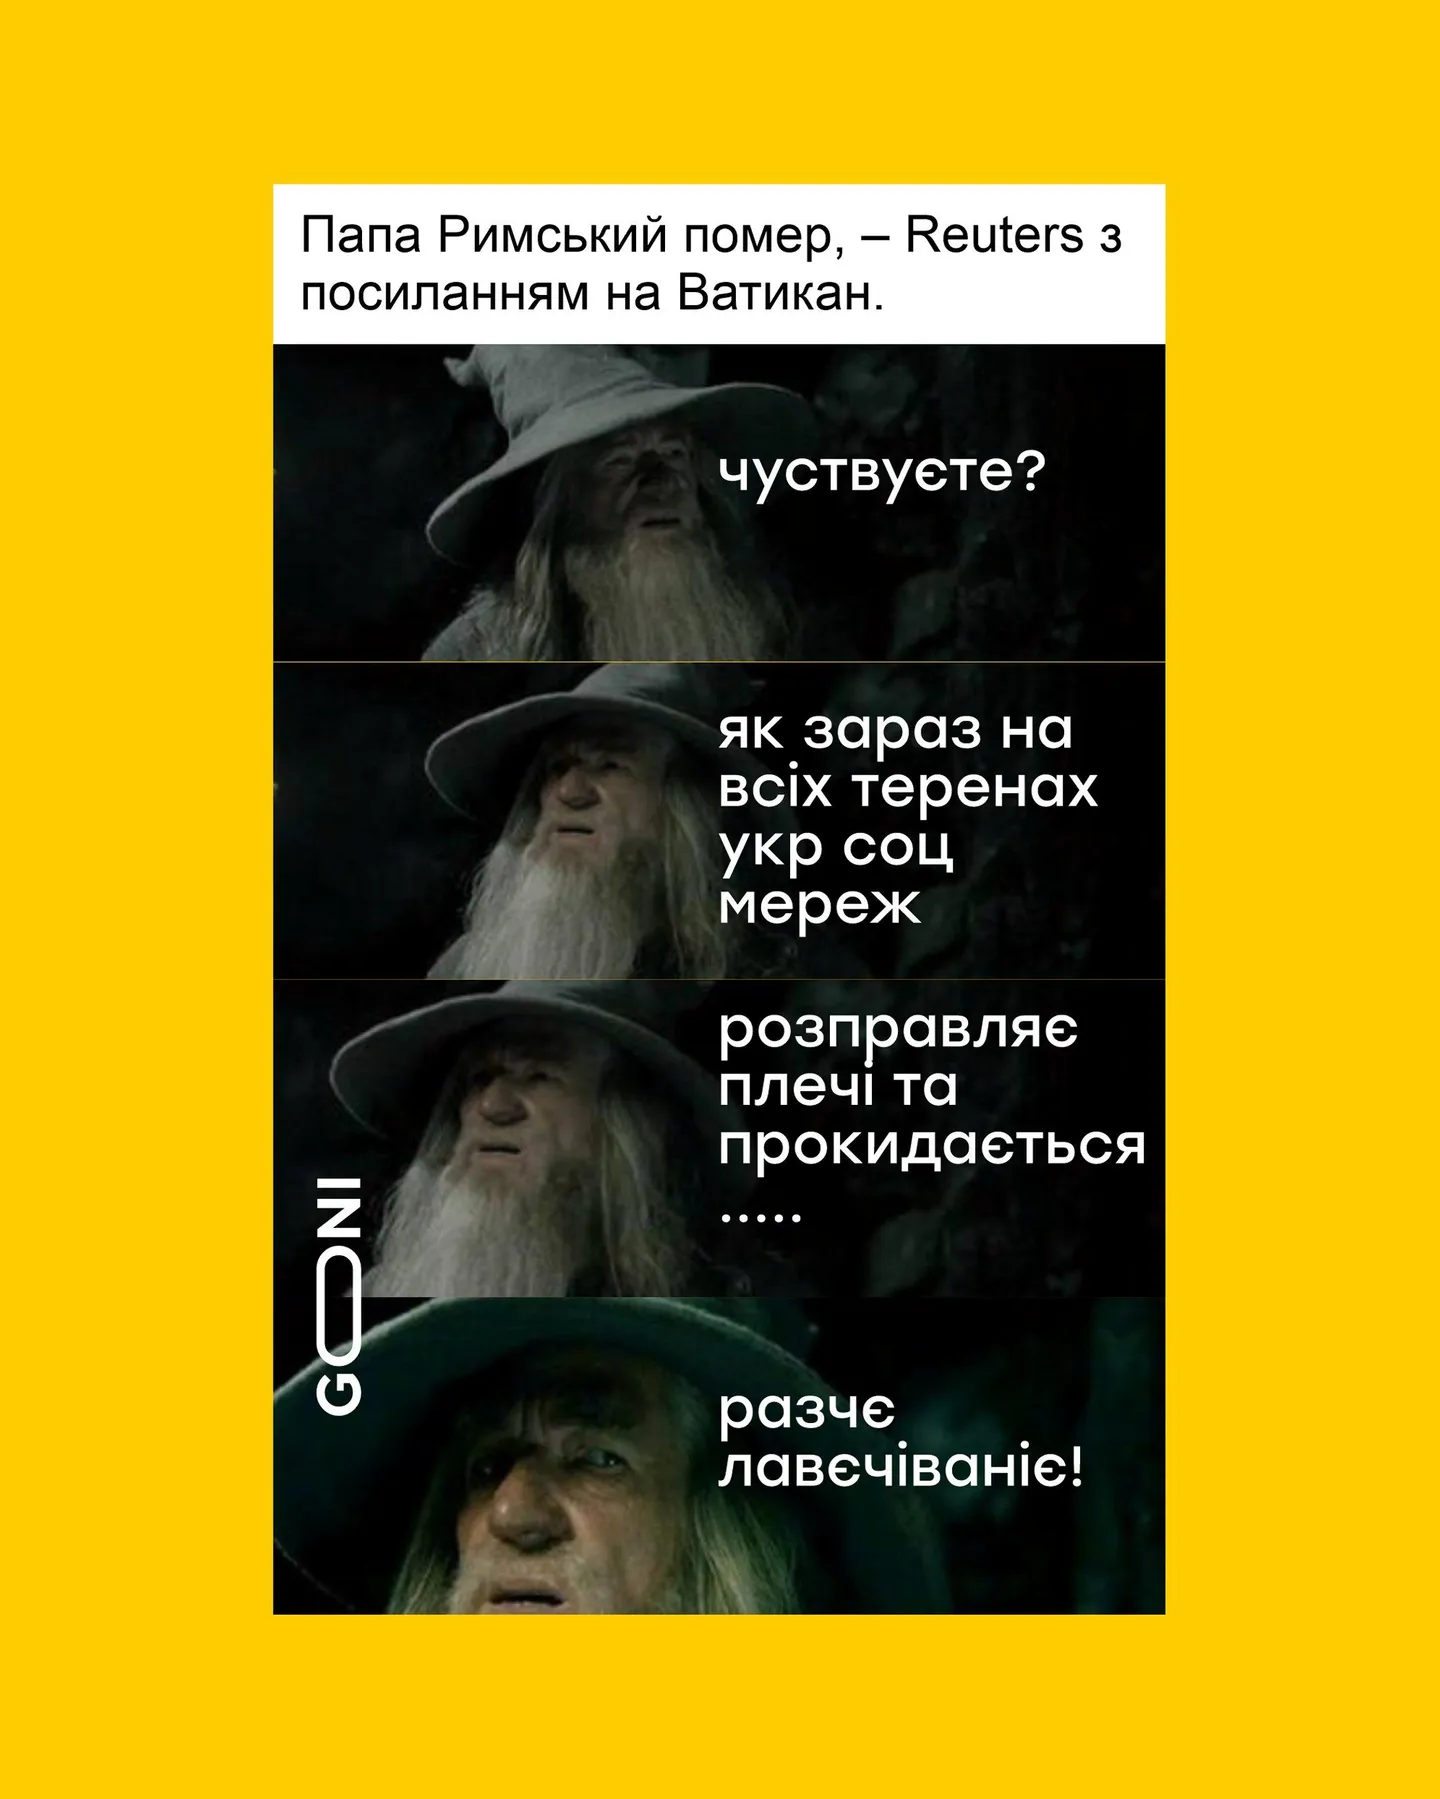 Папа Римський помер, – Reuters з
посиланням на Ватикан.
чуствуєте?
як зараз на
всіх теренах
укр соц
мереж
розправляє
плечі та
прокидається
.....
разчє
лавєчіваніє!
GONI